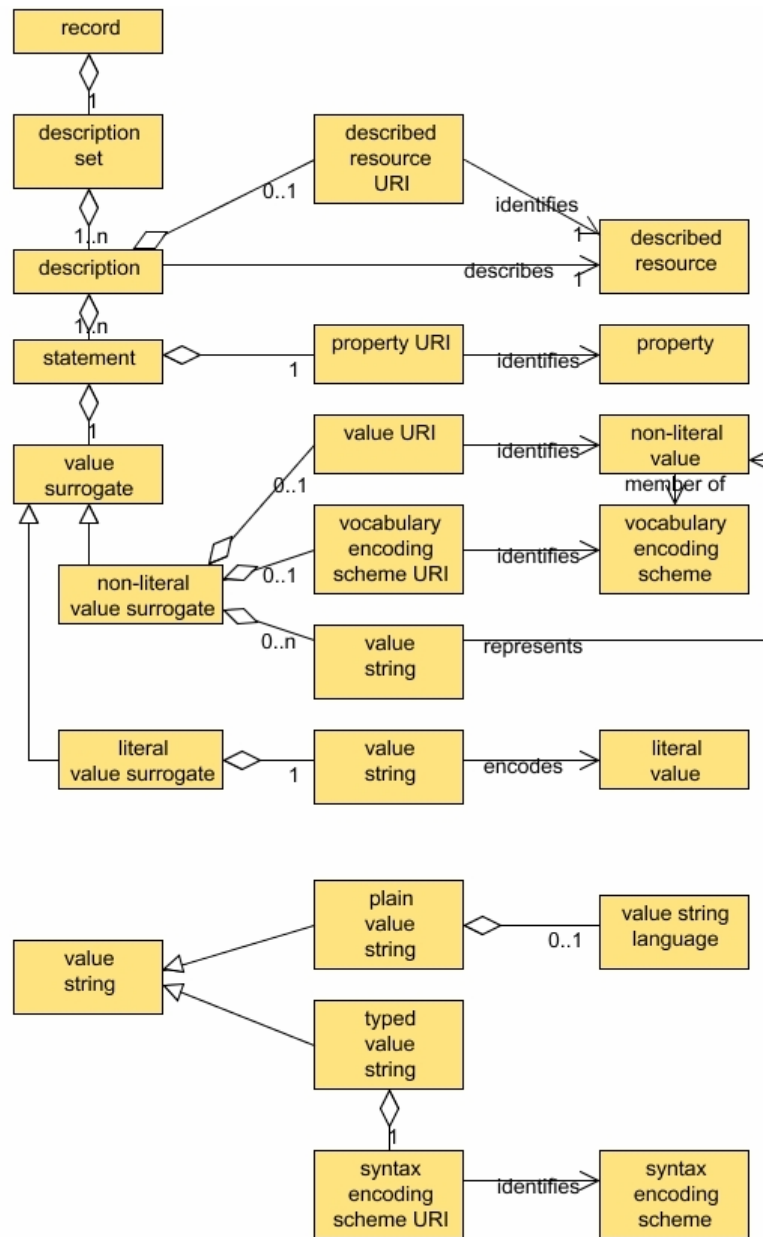 record
1
description
set
described
resource
URI
0..1
identifies
1
described
resource
1..n
description
describes
1
1..n
statement
property URI
1
identifies
property
1
value
surrogate
value URI
0..1
identifies
non-literal
value
member of
vocabulary
encoding
scheme URI
0..1
identifies
vocabulary
encoding
scheme
non-literal
value surrogate
0..n
value
string
represents
literal
value surrogate
1
value
string
encodes
literal
value
plain
value
string
0..1
value string
language
value
string
typed
value
string
1
syntax
encoding
scheme URI
identifies
syntax
encoding
scheme